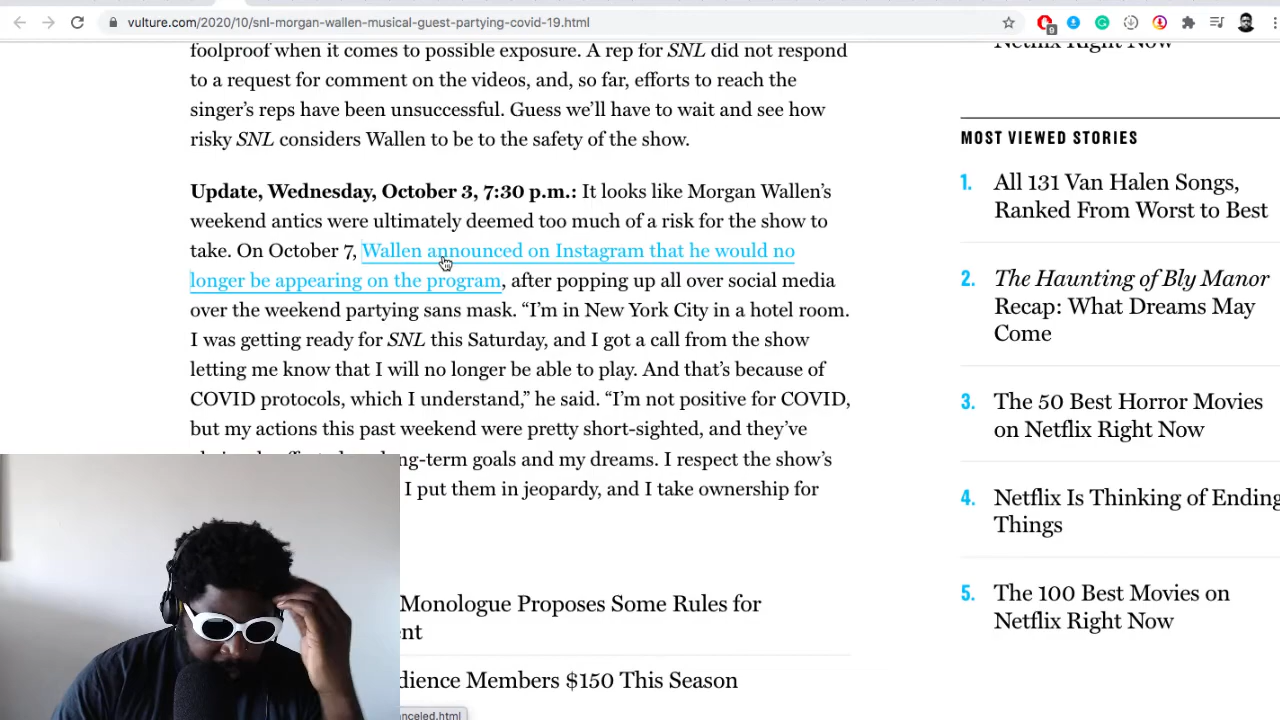 vulture.com/2020/10/snl-morgan-wallen-musical-guest-partying-covid-19.html
9
foolproof when it comes to possible exposure. A rep for SNL did not respond
to a request for comment on the videos, and, so far, efforts to reach the
singer's reps have been unsuccessful. Guess we'll have to wait and see how
risky SNL considers Wallen to be to the safety of the show.
Update, Wednesday, October 3, 7:30 p.m.: It looks like Morgan Wallen's
weekend antics were ultimately deemed too much of a risk for the show to
take. On October 7, Wallen announced on Instagram that he would no
longer be appearing on the program, after popping up all over social media
over the weekend partying sans mask. "I'm in New York City in a hotel room.
I was getting ready for SNL this Saturday, and I got a call from the show
letting me know that I will no longer be able to play. And that's because of
COVID protocols, which I understand," he said. "I'm not positive for COVID,
but my actions this past weekend were pretty short-sighted, and they've
ng-term goals and my dreams. I respect the show's
I put them in jeopardy, and I take ownership for
Monologue Proposes Some Rules for
nt
dience Members $150 This Season
anceled.html
Netflix Right Now
MOST VIEWED STORIES
1. All 131 Van Halen Songs,
Ranked From Worst to Best
2. The Haunting of Bly Manor
Recap: What Dreams May
Come
3. The 50 Best Horror Movies
on Netflix Right Now
4. Netflix Is Thinking of Ending
Things
5. The 100 Best Movies on
Netflix Right Now